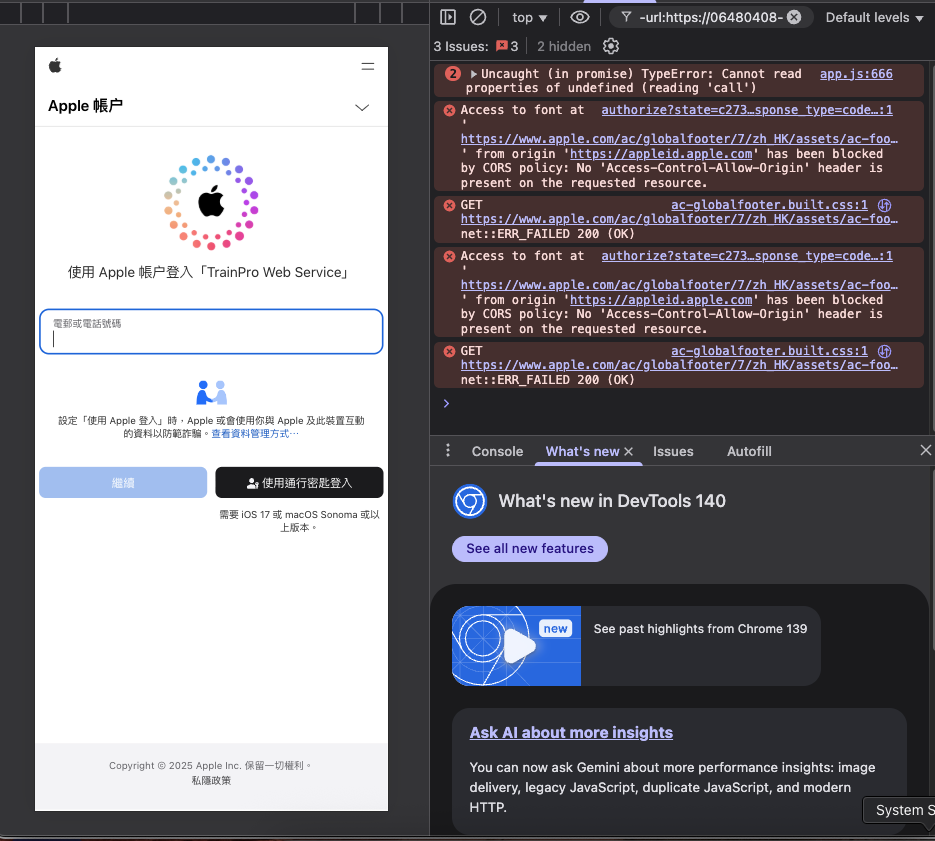 Apple 帳戶
使用 Apple 帳戶登入「TrainPro Web Service」
電郵或電話號碼
設定「使用 Apple 登入」時，Apple 或會使用你與 Apple 及此裝置互動
的資料以防範詐騙。查看資料管理方式…
繼續
使用通行密匙登入
需要 iOS 17 或 macOS Sonoma 或以
上版本。
Copyright © 2025 Apple Inc. 保留一切權利。
私隱政策
top ▼
-url:https://06480408-
Default levels ▼
3 Issues: 3
2 hidden
2 ▶Uncaught (in promise) TypeError: Cannot read app.js:666
properties of undefined (reading 'call')
Access to font at authorize?state=c273…sponse_type=code…:1
'
https://www.apple.com/ac/globalfooter/7/zh_HK/assets/ac-foo…
' from origin 'https://appleid.apple.com' has been blocked
by CORS policy: No 'Access-Control-Allow-Origin' header is
present on the requested resource.
GET ac-globalfooter.built.css:1
https://www.apple.com/ac/globalfooter/7/zh_HK/assets/ac-foo…
net::ERR_FAILED 200 (OK)
Access to font at authorize?state=c273…sponse_type=code…:1
'
https://www.apple.com/ac/globalfooter/7/zh_HK/assets/ac-foo…
' from origin 'https://appleid.apple.com' has been blocked
by CORS policy: No 'Access-Control-Allow-Origin' header is
present on the requested resource.
GET ac-globalfooter.built.css:1
https://www.apple.com/ac/globalfooter/7/zh_HK/assets/ac-foo…
net::ERR_FAILED 200 (OK)
Console What's new Issues Autofill
What's new in DevTools 140
See all new features
new
See past highlights from Chrome 139
Ask AI about more insights
You can now ask Gemini about more performance insights: image
delivery, legacy JavaScript, duplicate JavaScript, and modern
HTTP.
System S